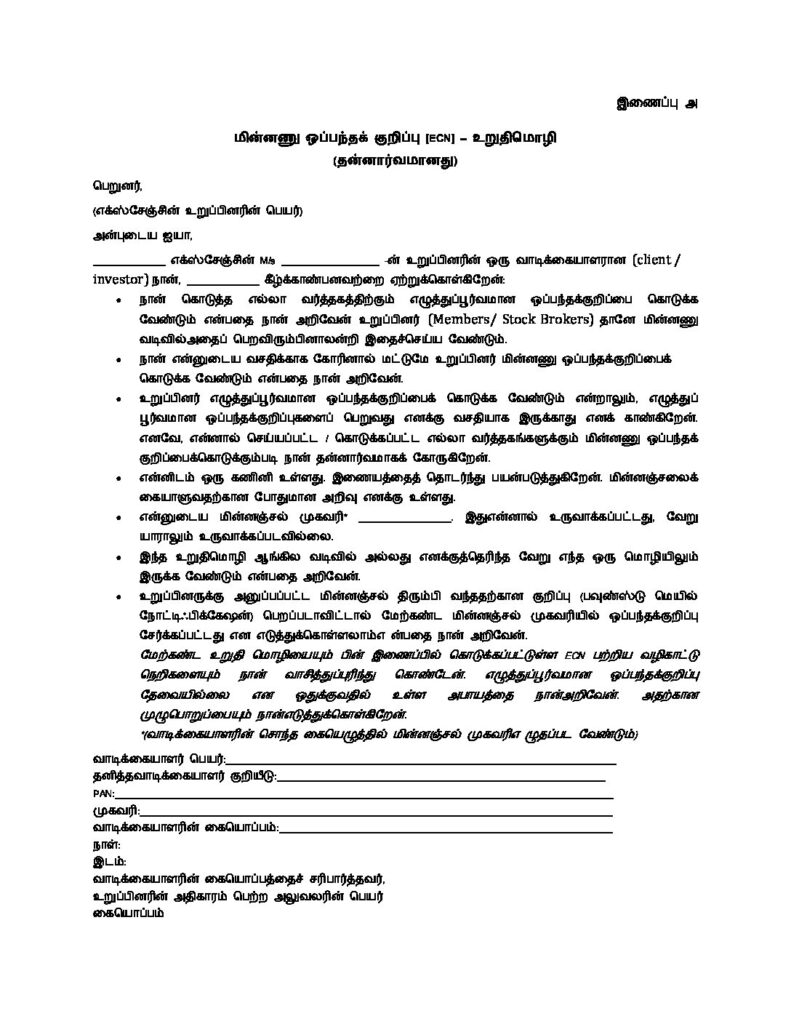 இணைப்பு அ
மின்னணு ஒப்பந்தக் குறிப்பு [ECN] – உறுதிமொழி
(தன்னார்வமானது)
பெறுனர்,
(எக்ஸ்சேஞ்சின் உறுப்பினரின் பெயர்)
அன்புடைய ஐயா,
____________ எக்ஸ்சேஞ்சின் M/s ________________ -ன் உறுப்பினரின் ஒரு வாடிக்கையாளரான (client /
investor) நான், ____________ கீழ்க்காண்பனவற்றை ஏற்றுக்கொள்கிறேன்:
• நான் கொடுத்த எல்லா வர்த்தகத்திற்கும் எழுத்துப்பூர்வமான ஒப்பந்தக்குறிப்பை கொடுக்க
வேண்டும் என்பதை நான் அறிவேன் உறுப்பினர் (Members/ Stock Brokers) தானே மின்னணு
வடிவில்அதைப் பெறவிரும்பினாலன்றி இதைச்செய்ய வேண்டும்.
• நான் என்னுடைய வசதிக்காக கோரினால் மட்டுமே உறுப்பினர் மின்னணு ஒப்பந்தக்குறிப்பைக்
கொடுக்க வேண்டும் என்பதை நான் அறிவேன்.
• உறுப்பினர் எழுத்துப்பூர்வமான ஒப்பந்தக்குறிப்பைக் கொடுக்க வேண்டும் என்றாலும், எழுத்துப்
பூர்வமான ஒப்பந்தக்குறிப்புகளைப் பெறுவது எனக்கு வசதியாக இருக்காது எனக் காண்கிறேன்.
எனவே, என்னால் செய்யப்பட்ட / கொடுக்கப்பட்ட எல்லா வர்த்தகங்களுக்கும் மின்னணு ஒப்பந்தக்
குறிப்பைக்கொடுக்கும்படி நான் தன்னார்வமாகக் கோருகிறேன்.
• என்னிடம் ஒரு கணினி உள்ளது. இணையத்தைத் தொடர்ந்து பயன்படுத்துகிறேன். மின்னஞ்சலைக்
கையாளுவதற்கான போதுமான அறிவு எனக்கு உள்ளது.
• என்னுடைய மின்னஞ்சல் முகவரி* _______________. இதுஎன்னால் உருவாக்கப்பட்டது, வேறு
யாராலும் உருவாக்கப்படவில்லை.
• இந்த உறுதிமொழி ஆங்கில வடிவில் அல்லது எனக்குத்தெரிந்த வேறு எந்த ஒரு மொழியிலும்
இருக்க வேண்டும் என்பதை அறிவேன்.
• உறுப்பினருக்கு அனுப்பப்பட்ட மின்னஞ்சல் திரும்பி வந்ததற்கான குறிப்பு (பவுண்ஸ்டு மெயில்
நோட்டிஃபிக்கேஷன்) பெறப்படாவிட்டால் மேற்கண்ட மின்னஞ்சல் முகவரியில் ஒப்பந்தக்குறிப்பு
சேர்க்கப்பட்டது என எடுத்துக்கொள்ளலாம்எ ன்பதை நான் அறிவேன்.
மேற்கண்ட உறுதி மொழியையும் பின் இணைப்பில் கொடுக்கப்பட்டுள்ள ECN பற்றிய வழிகாட்டு
நெறிகளையும் நான் வாசித்துப்புரிந்து கொண்டேன். எழுத்துப்பூர்வமான ஒப்பந்தக்குறிப்பு
தேவையில்லை என ஒதுக்குவதில் உள்ள அபாயத்தை நான்அறிவேன். அதற்கான
முழுபொறுப்பையும் நான்எடுத்துக்கொள்கிறேன்.
*(வாடிக்கையாளரின் சொந்த கையெழுத்தில் மின்னஞ்சல் முகவரிஎ ழுதப்பட வேண்டும்)
வாடிக்கையாளர் பெயர்:
தனித்தவாடிக்கையாளர் குறியீடு:
PAN:
முகவரி:
வாடிக்கையாளரின் கையொப்பம்:
நாள்:
இடம்:
வாடிக்கையாளரின் கையொப்பத்தைச் சரிபார்த்தவர்,
உறுப்பினரின் அதிகாரம் பெற்ற அலுவலரின் பெயர்
கையொப்பம்